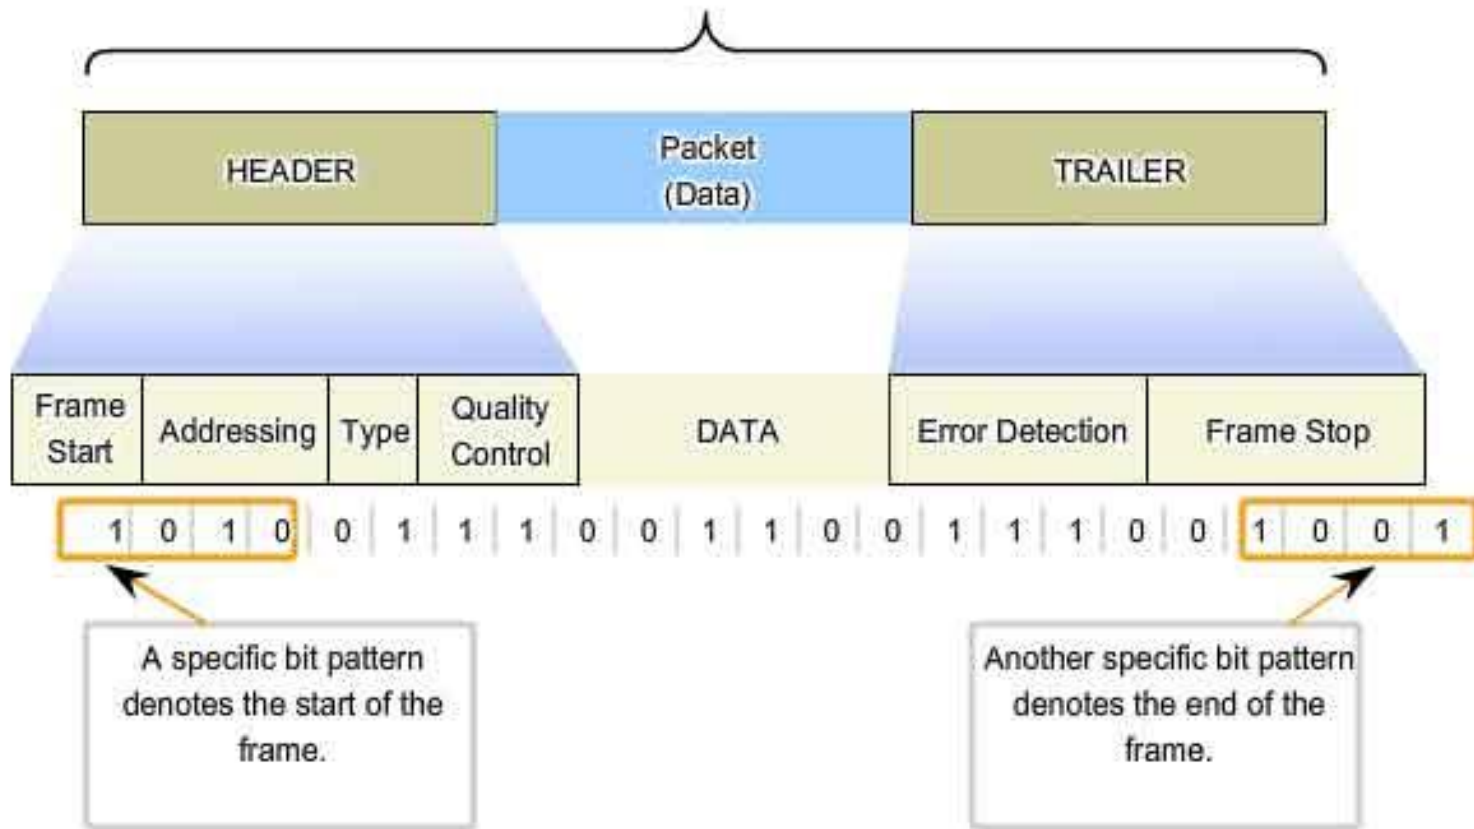 HEADER
Packet
(Data)
TRAILER
Frame
Start
Addressing
Type
Quality
Control
DATA
Error Detection
Frame Stop
1 0 1 0 0 1 1 1 0 0 1 1 0 0 1 1 1 0 0 1 0 0 1
A specific bit pattern
denotes the start of the
frame.
Another specific bit pattern
denotes the end of the
frame.